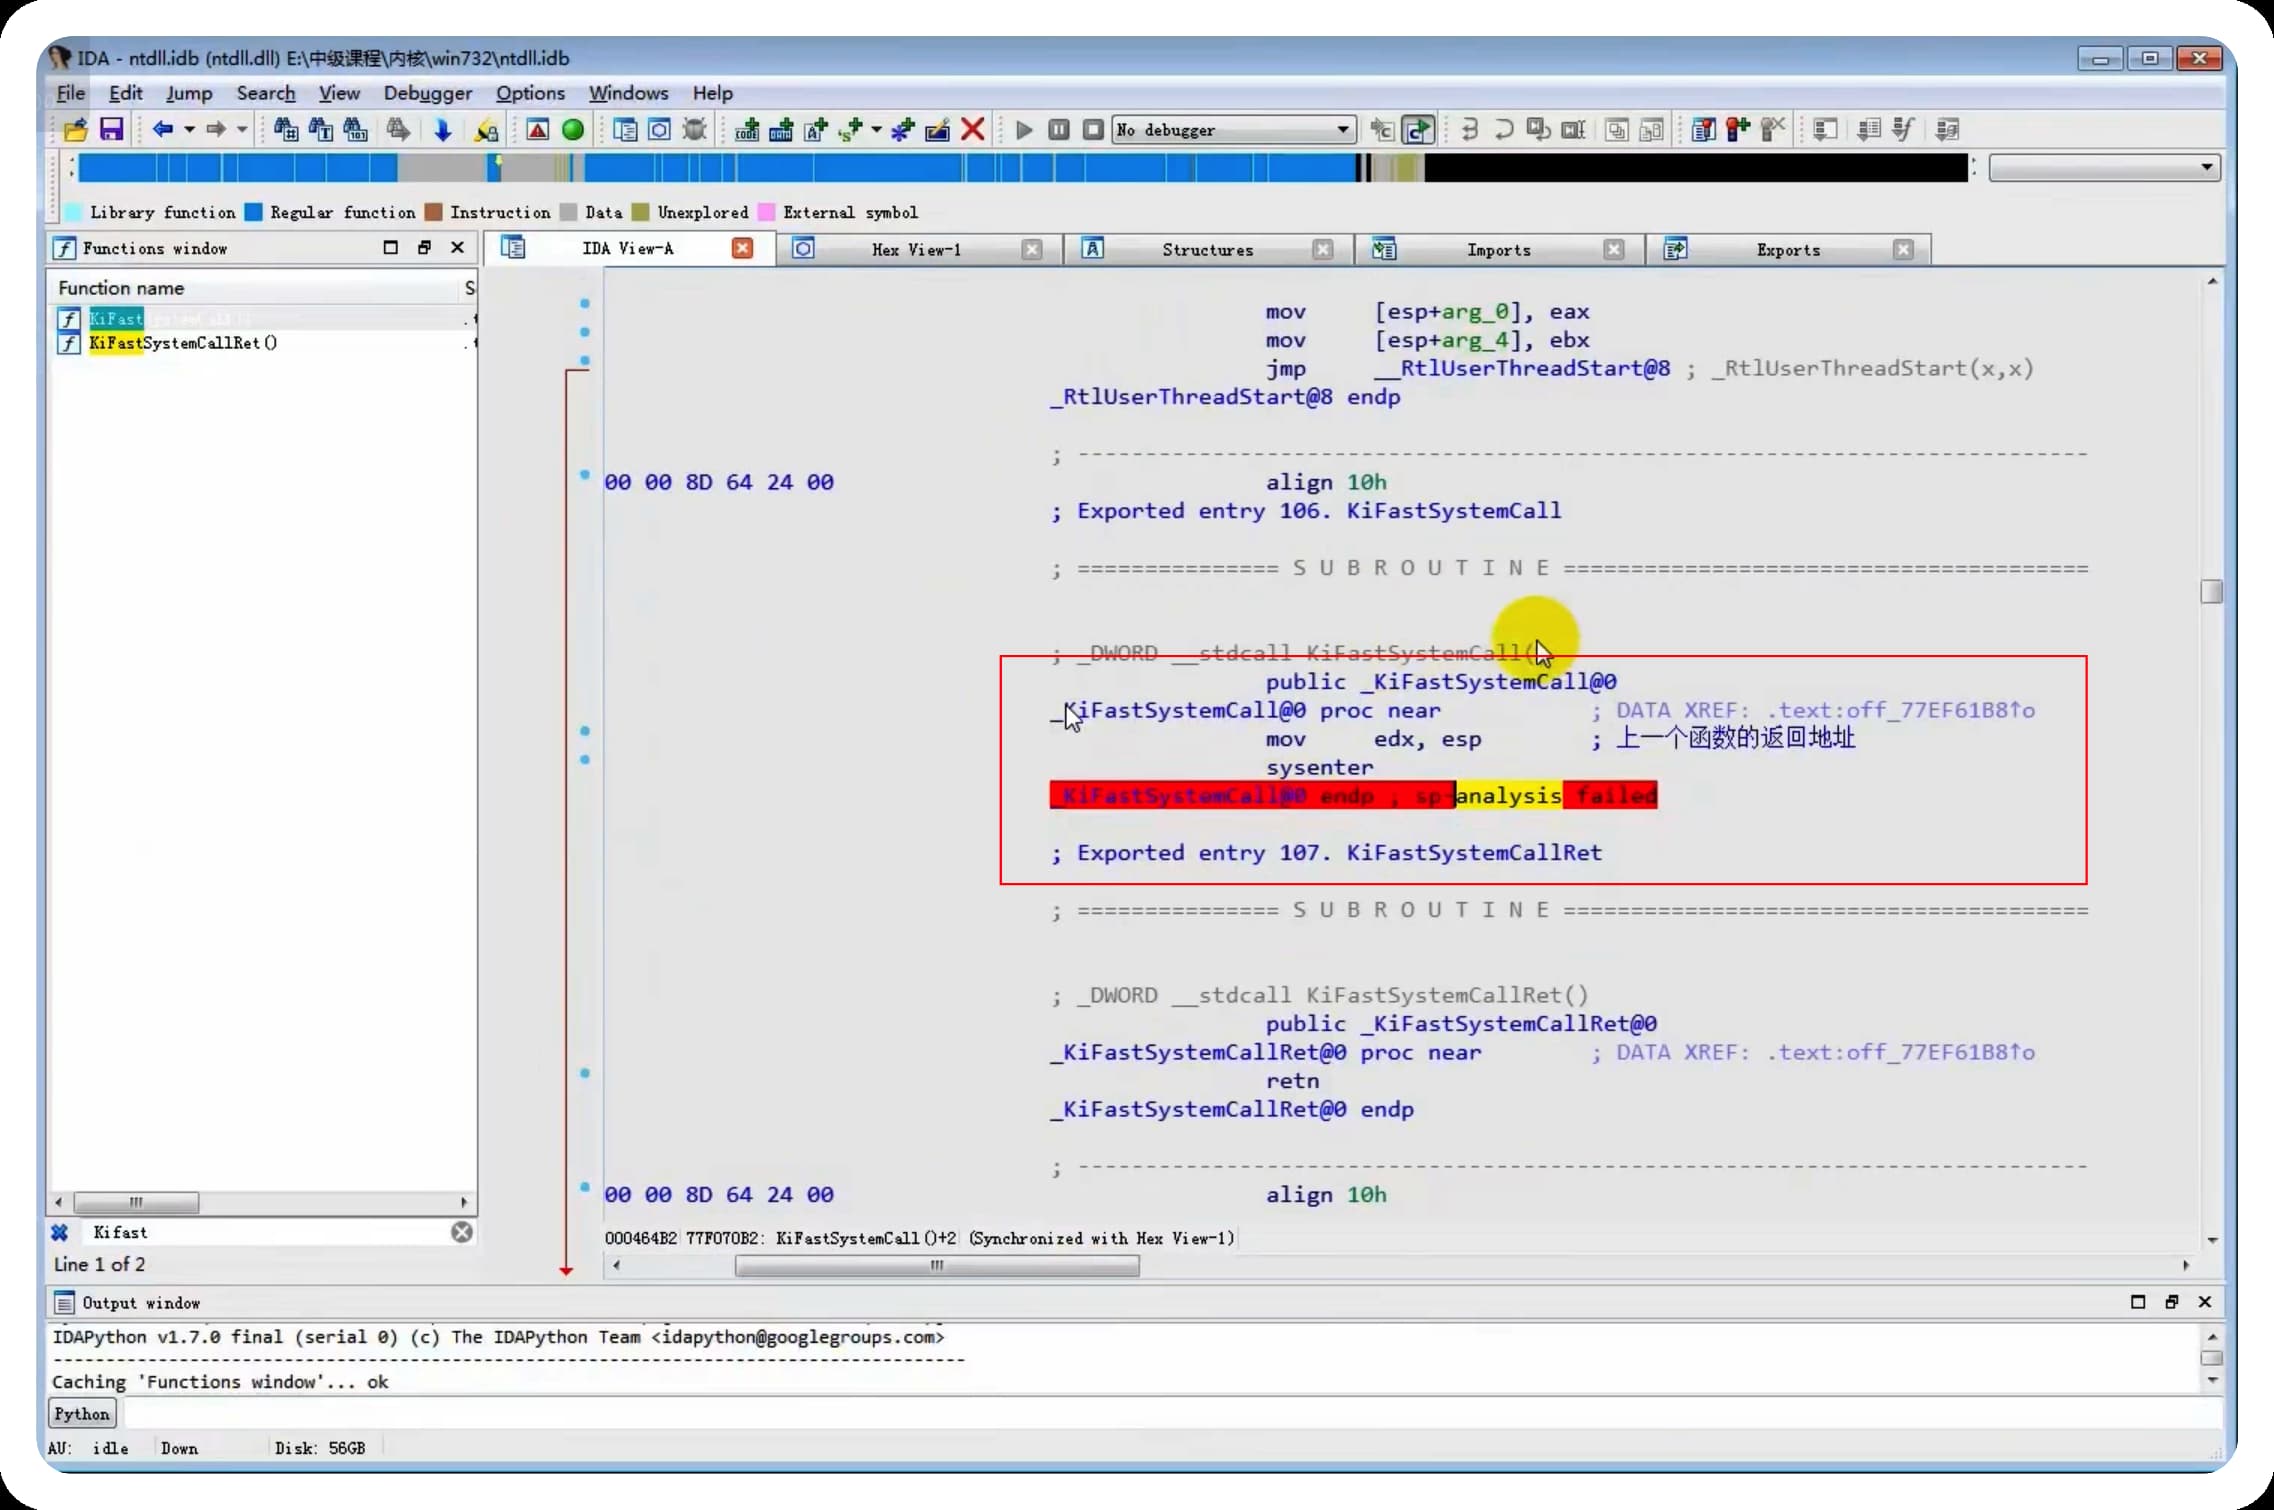 IDA - ntdll.idb (ntdll.dll) E:\中级课程\内核\win732\ntdll.idb
File Edit Jump Search View Debugger Options Windows Help
No debugger
Library function Regular function Instruction Data Unexplored External symbol
Functions window
IDA View-A Hex View-1 Structures Imports Exports
Function name S
KiFast
KiFastSystemCallRet()
mov [esp+arg_0], eax
mov [esp+arg_4], ebx
jmp __RtlUserThreadStart@8 ; _RtlUserThreadStart(x,x)
_RtlUserThreadStart@8 endp
; ---------------------------------------------------------------------------
00 00 8D 64 24 00 align 10h
; Exported entry 106. KiFastSystemCall
; =============== S U B R O U T I N E =======================================
; _DWORD __stdcall KiFastSystemCall(
public _KiFastSystemCall@0
_KiFastSystemCall@0 proc near ; DATA XREF: .text:off_77EF61B8↑o
mov edx, esp ; 上一个函数的返回地址
sysenter
_KiFastSystemCall@0 endp ; sp-analysis failed
; Exported entry 107. KiFastSystemCallRet
; =============== S U B R O U T I N E =======================================
; _DWORD __stdcall KiFastSystemCallRet()
public _KiFastSystemCallRet@0
_KiFastSystemCallRet@0 proc near ; DATA XREF: .text:off_77EF61B8↑o
retn
_KiFastSystemCallRet@0 endp
; ---------------------------------------------------------------------------
00 00 8D 64 24 00 align 10h
000464B2 77F070B2: KiFastSystemCall()+2 (Synchronized with Hex View-1)
Kifast
Line 1 of 2
Output window
IDAPython v1.7.0 final (serial 0) (c) The IDAPython Team <idapython@googlegroups.com>
-----------------------------------------------------------------------------------------
Caching 'Functions window'... ok
Python
AU: idle Down Disk: 56GB